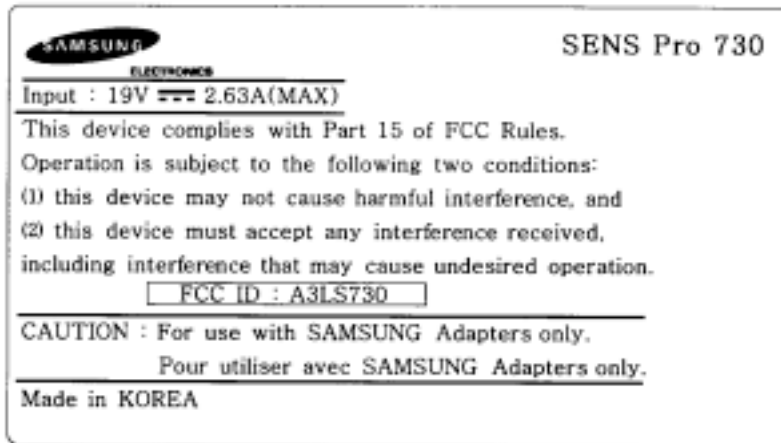 SAMSUNG
ELECTRONICS
SENS Pro 730
Input : 19V ⎓ 2.63A(MAX)
This device complies with Part 15 of FCC Rules.
Operation is subject to the following two conditions:
(1) this device may not cause harmful interference, and
(2) this device must accept any interference received,
including interference that may cause undesired operation.
FCC ID : A3LS730
CAUTION : For use with SAMSUNG Adapters only.
Pour utiliser avec SAMSUNG Adapters only.
Made in KOREA